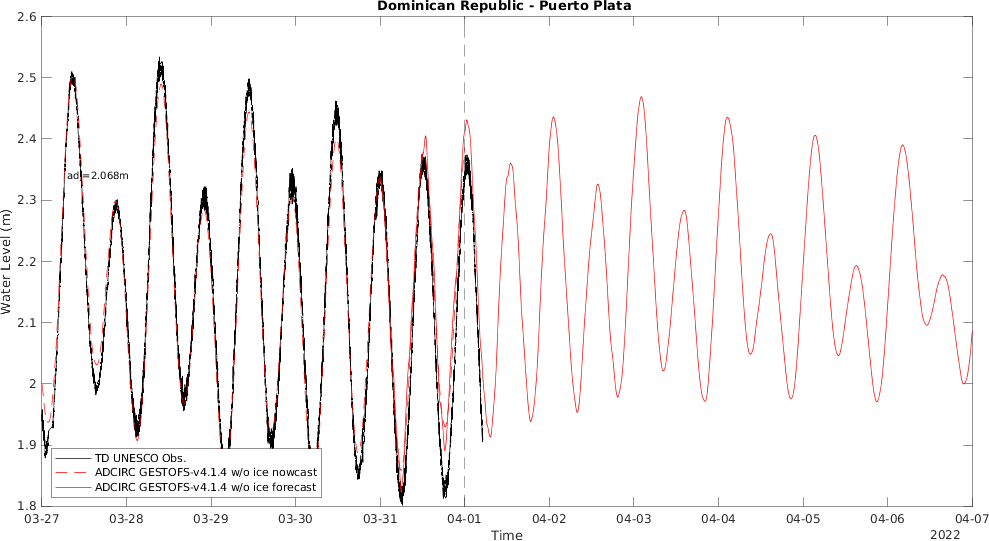 Dominican Republic - Puerto Plata
2.6
2.5
2.4
2.3
2.2
2.1
2
1.9
1.8
Water Level (m)
adj=2.068m
TD UNESCO Obs.
ADCIRC GESTOFS-v4.1.4 w/o ice nowcast
ADCIRC GESTOFS-v4.1.4 w/o ice forecast
03-27 03-28 03-29 03-30 03-31 04-01 04-02 04-03 04-04 04-05 04-06 04-07
Time
2022